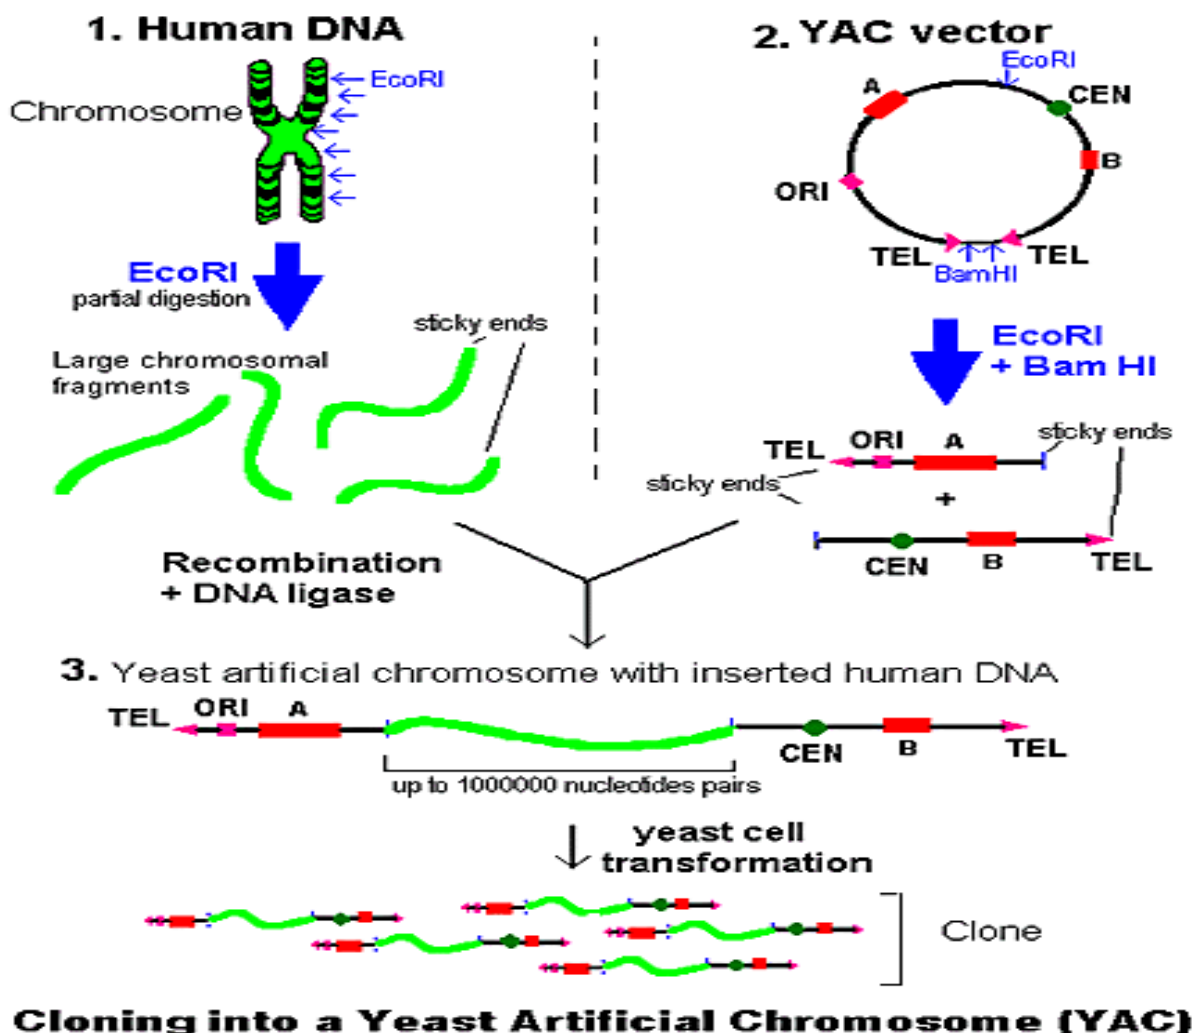 1. Human DNA
EcoRI
Chromosome
EcoRI
partial digestion
sticky ends
Large chromosomal
fragments
2. YAC vector
EcoRI
A
CEN
B
ORI
TEL
TEL
BamHI
EcoRI
+ Bam HI
TEL
ORI
A
sticky ends
sticky ends
+
CEN
B
TEL
Recombination
+ DNA ligase
3. Yeast artificial chromosome with inserted human DNA
TEL
ORI
A
CEN
B
TEL
up to 1000000 nucleotides pairs
yeast cell
transformation
Clone
Cloning into a Yeast Artificial Chromosome (YAC)